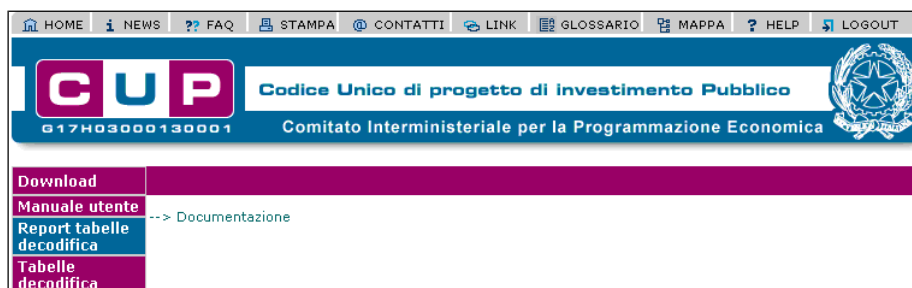 HOME i NEWS ?? FAQ STAMPA @ CONTATTI LINK GLOSSARIO MAPPA ? HELP LOGOUT
CUP
Codice Unico di progetto di investimento Pubblico
G17H03000130001
Comitato Interministeriale per la Programmazione Economica
Download
Manuale utente
--> Documentazione
Report tabelle
decodifica
Tabelle
decodifica